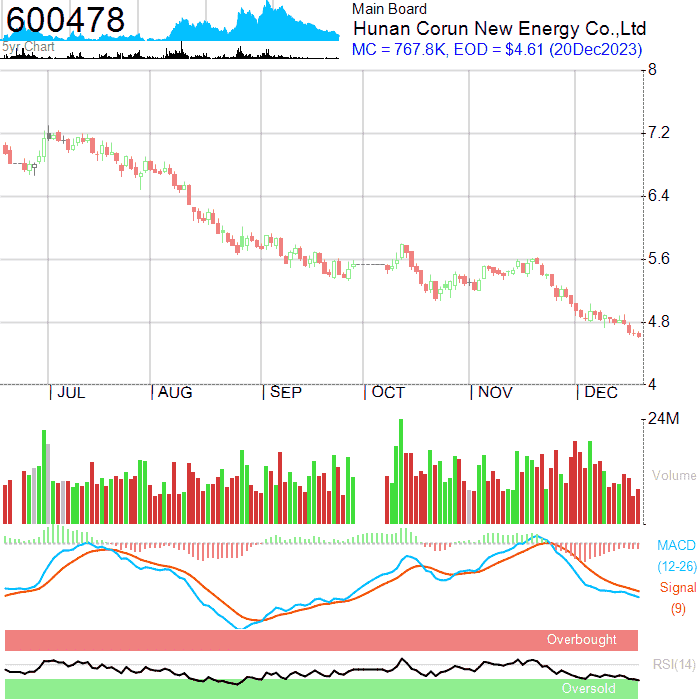 600478
5yr Chart
Main Board
Hunan Corun New Energy Co.,Ltd
MC = 767.8K, EOD = $4.61 (20Dec2023)
8
7.2
6.4
5.6
4.8
4
JUL AUG SEP OCT NOV DEC
24M
Volume
MACD
(12-26)
Signal
(9)
Overbought
RSI(14)
Oversold